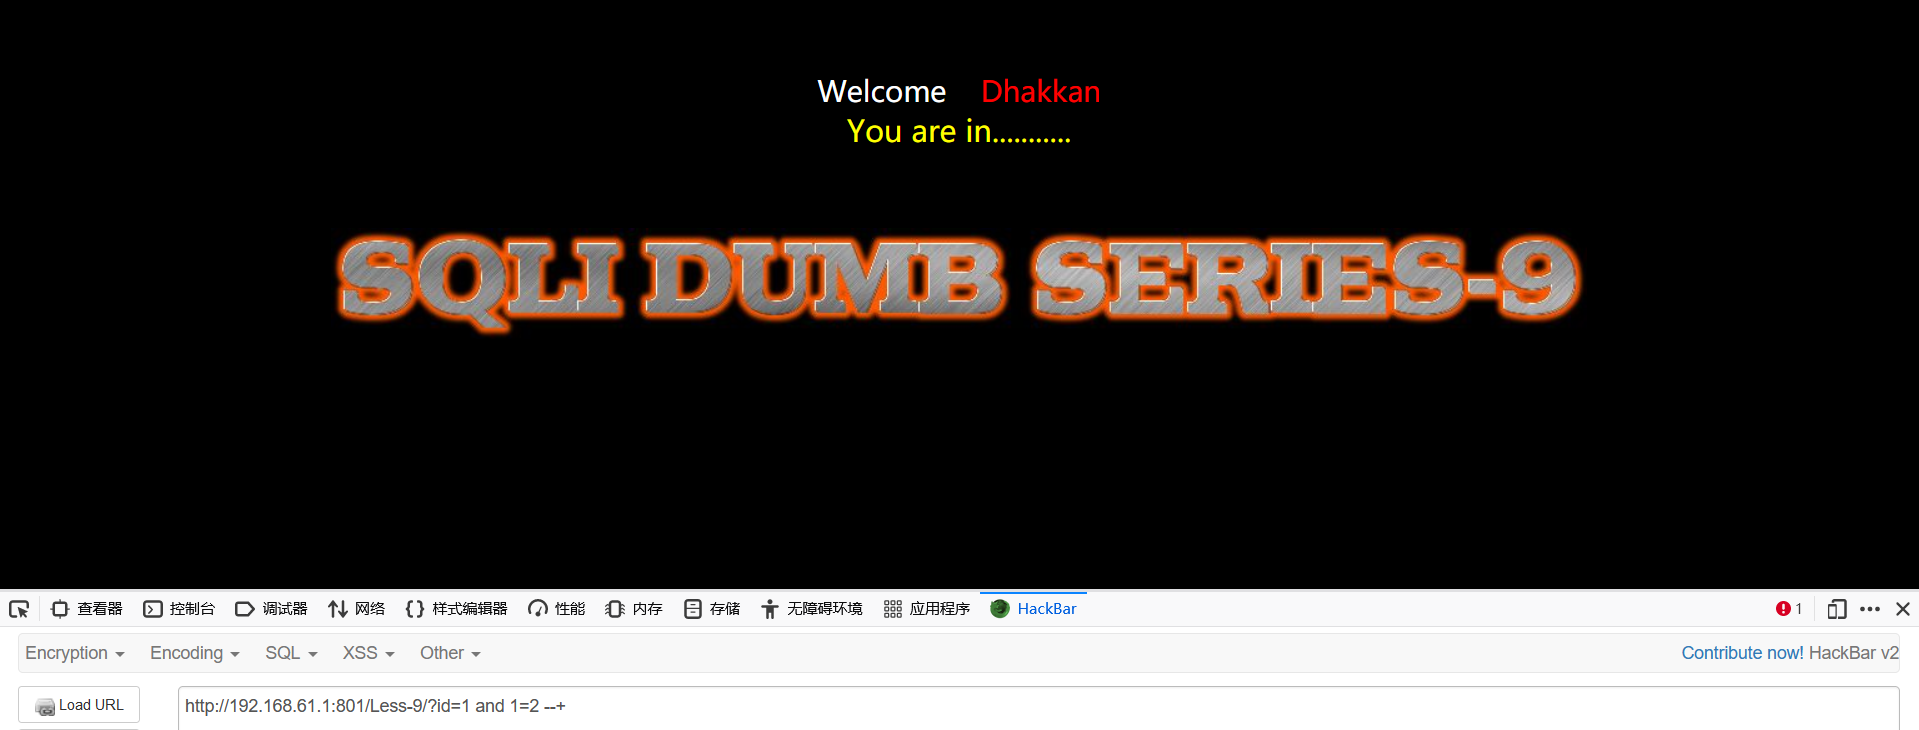 Welcome Dhakkan
You are in...........
SQLI DUMB SERIES-9
查看器 控制台 调试器 网络 样式编辑器 性能 内存 存储 无障碍环境 应用程序 HackBar 1
Encryption Encoding SQL XSS Other Contribute now! HackBar v2
Load URL http://192.168.61.1:801/Less-9/?id=1 and 1=2 --+